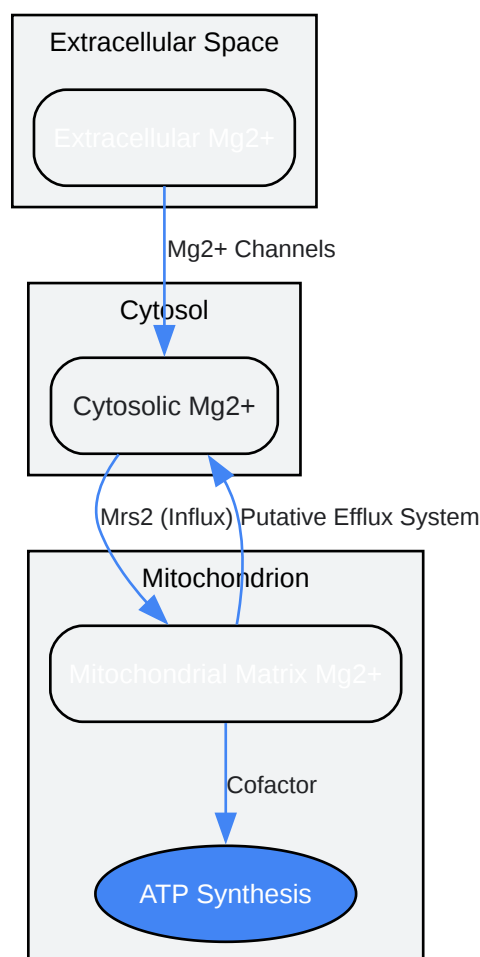 Extracellular Space
Extracellular Mg2+
Mg2+ Channels
Cytosol
Cytosolic Mg2+
Mrs2 (Influx)
Putative Efflux System
Mitochondrion
Mitochondrial Matrix Mg2+
Cofactor
ATP Synthesis